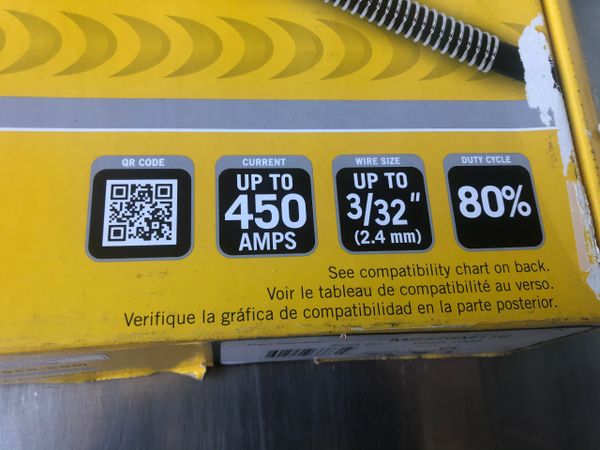 QR CODE
CURRENT
UP TO
450
AMPS
WIRE SIZE
UP TO
3/32"
(2.4 mm)
DUTY CYCLE
80%
See compatibility chart on back.
Voir le tableau de compatibilité au verso.
Verifique la gráfica de compatibilidad en la parte posterior.